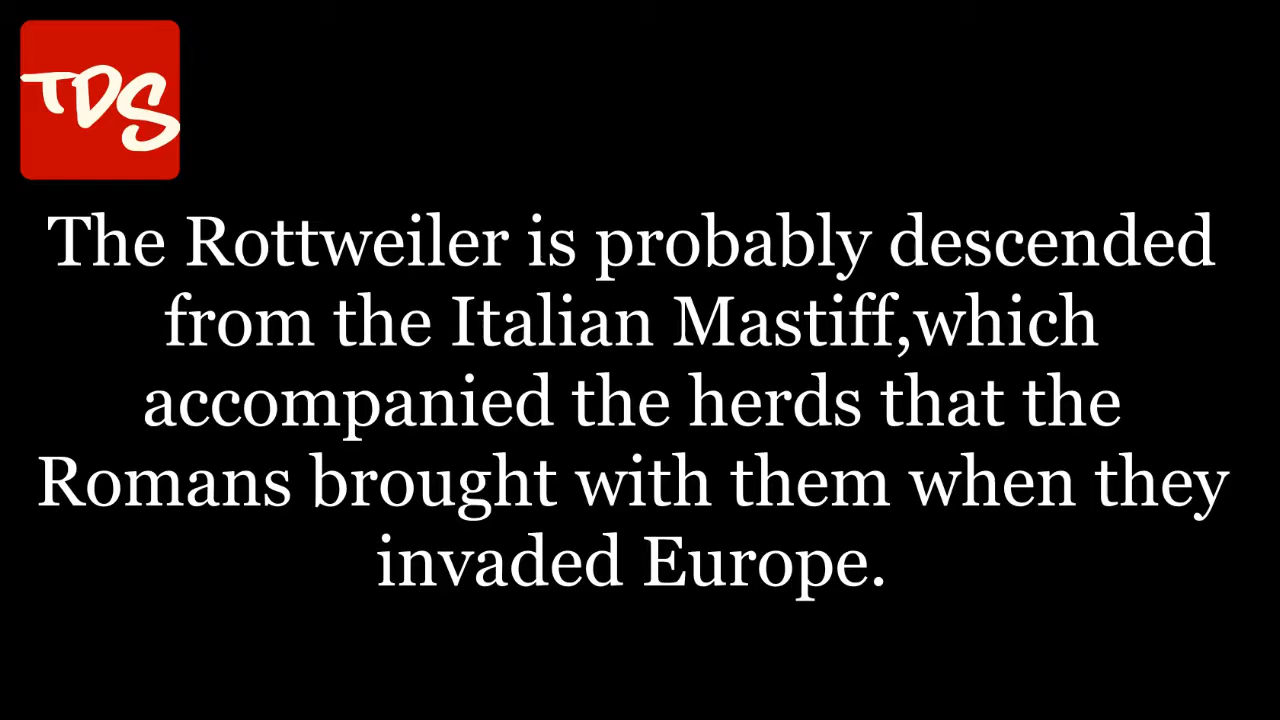 TDS
The Rottweiler is probably descended
from the Italian Mastiff,which
accompanied the herds that the
Romans brought with them when they
invaded Europe.